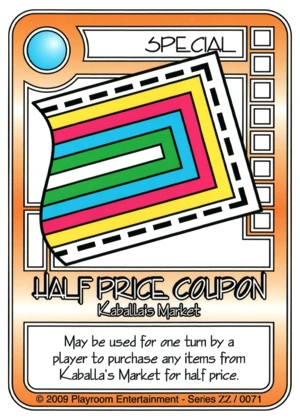 SPECIAL
HALF PRICE COUPON
Kaballa's Market
May be used for one turn by a
player to purchase any items from
Kaballa's Market for half price.
© 2009 Playroom Entertainment - Series ZZ / 0071